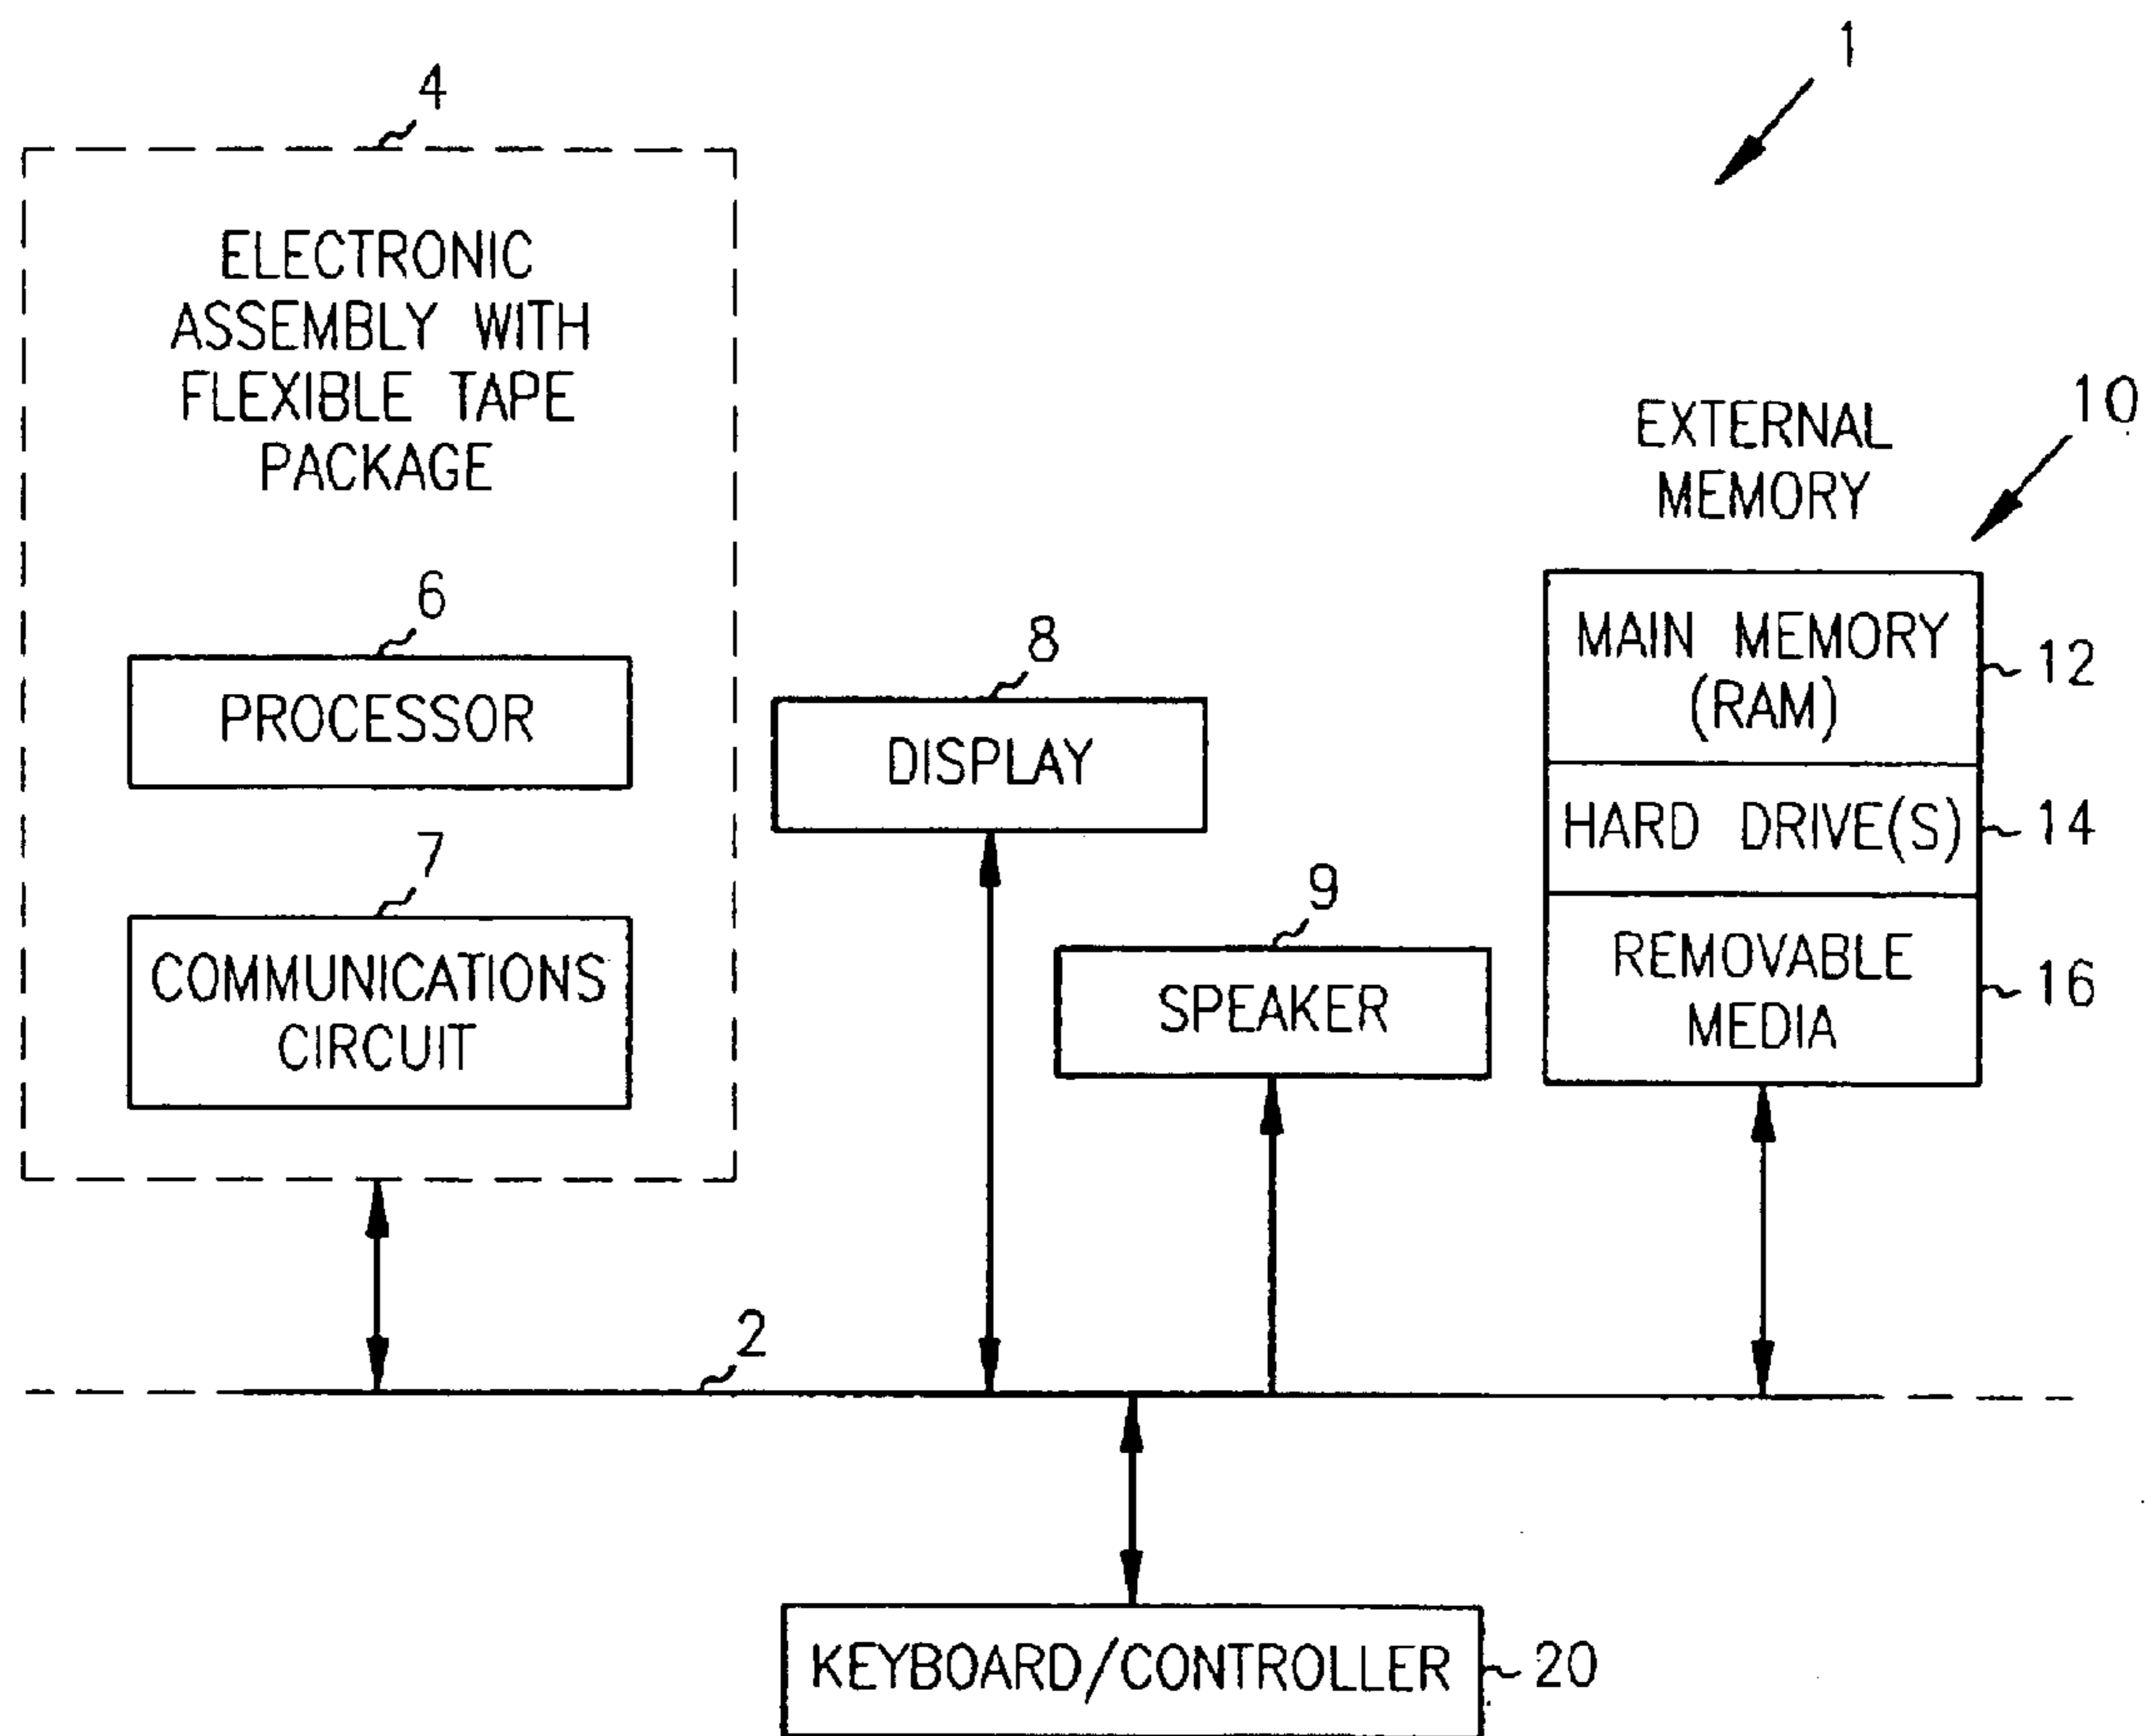 1
4
ELECTRONIC
ASSEMBLY WITH
FLEXIBLE TAPE
PACKAGE
6
PROCESSOR
7
COMMUNICATIONS
CIRCUIT
8
DISPLAY
9
SPEAKER
EXTERNAL
MEMORY
10
MAIN MEMORY
(RAM)
12
HARD DRIVE(S)
14
REMOVABLE
MEDIA
16
2
KEYBOARD/CONTROLLER
20